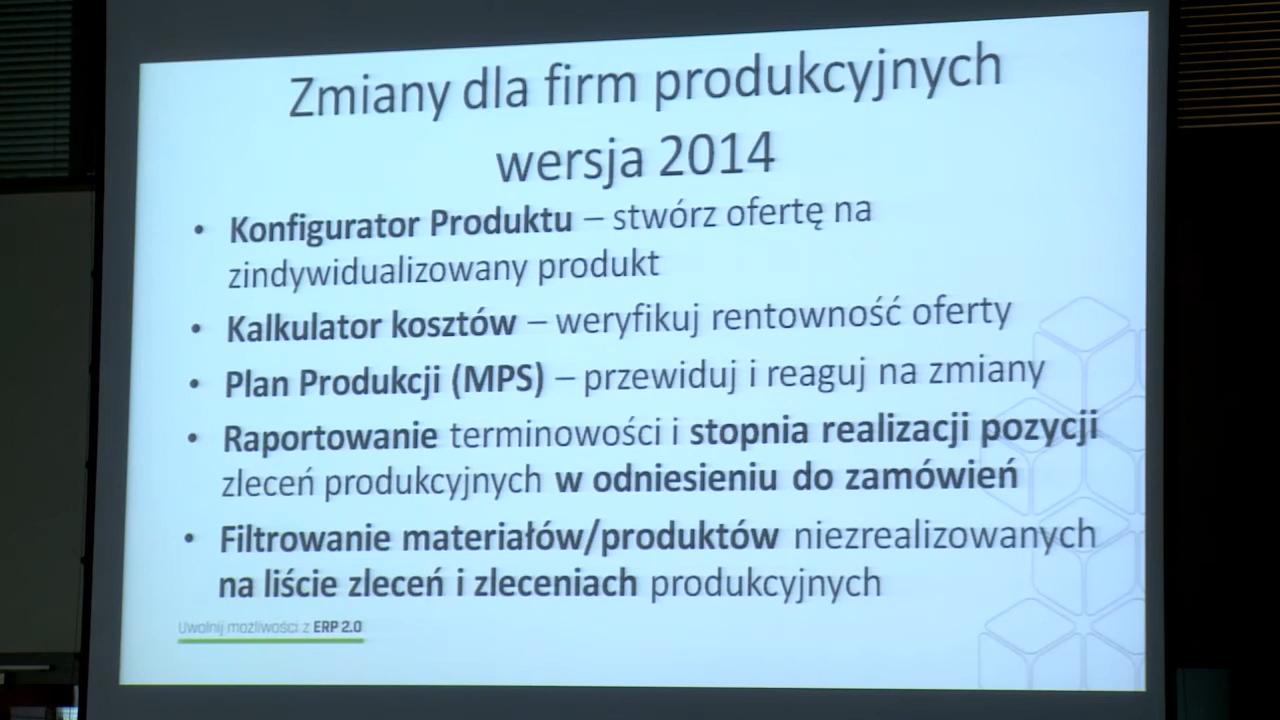 Zmiany dla firm produkcyjnych
wersja 2014
• Konfigurator Produktu – stwórz ofertę na
zindywidualizowany produkt
• Kalkulator kosztów – weryfikuj rentowność oferty
• Plan Produkcji (MPS) – przewiduj i reaguj na zmiany
• Raportowanie terminowości i stopnia realizacji pozycji
zleceń produkcyjnych w odniesieniu do zamówień
• Filtrowanie materiałów/produktów niezrealizowanych
na liście zleceń i zleceniach produkcyjnych
Uwolnij możliwości z ERP 2.0